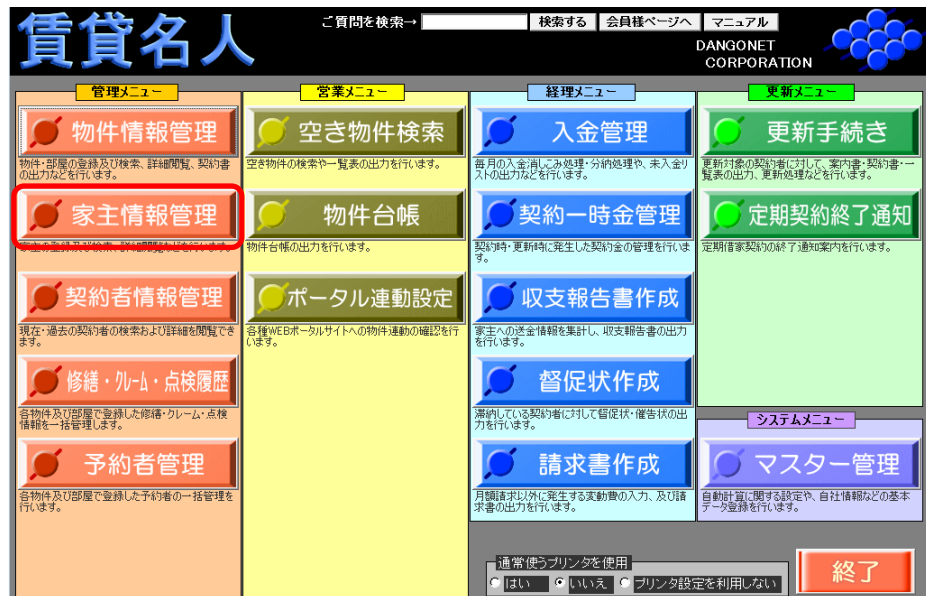 賃貸名人
ご質問を検索→
検索する
会員様ページへ
マニュアル
DANGONET
CORPORATION
管理メニュー
物件情報管理
物件・部屋の登録及び検索、詳細閲覧、契約書
の出力などを行います。
家主情報管理
家主の登録及び検索、詳細閲覧などを行います。
契約者情報管理
現在・過去の契約者の検索および詳細を閲覧でき
ます。
修繕・クレーム・点検履歴
各物件及び部屋で登録した修繕・クレーム・点検
情報を一括管理します。
予約者管理
各物件及び部屋で登録した予約者の一括管理を
行います。
営業メニュー
空き物件検索
空き物件の検索や一覧表の出力を行います。
物件台帳
物件台帳の出力を行います。
ポータル連動設定
各種WEBポータルサイトへの物件連動の確認を行
います。
経理メニュー
入金管理
毎月の入金消しこみ処理・分納処理や、未入金リ
ストの出力などを行います。
契約一時金管理
契約時・更新時に発生した契約金の管理を行いま
す。
収支報告書作成
家主への送金情報を集計し、収支報告書の出力
を行います。
督促状作成
滞納している契約者に対して督促状・催告状の出
力を行います。
請求書作成
月額請求以外に発生する変動費の入力、及び請
求書の出力を行います。
更新メニュー
更新手続き
更新対象の契約者に対して、案内書・契約書・一
覧表の出力、更新処理などを行います。
定期契約終了通知
定期借家契約の終了通知案内を行います。
システムメニュー
マスター管理
自動計算に関する設定や、自社情報などの基本
データ登録を行います。
通常使うプリンタを使用
はい
いいえ
プリンタ設定を利用しない
終了